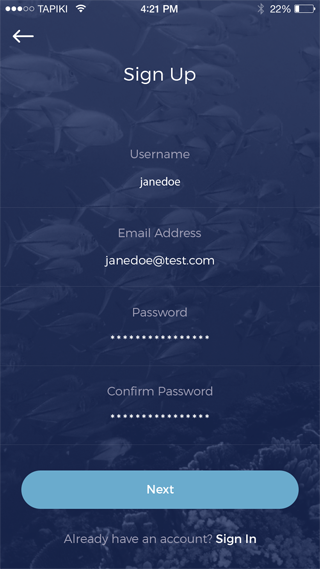 TAPIKI 4:21 PM 22%
Sign Up
Username
janedoe
Email Address
janedoe@test.com
Password
****************
Confirm Password
****************
Next
Already have an account? Sign In